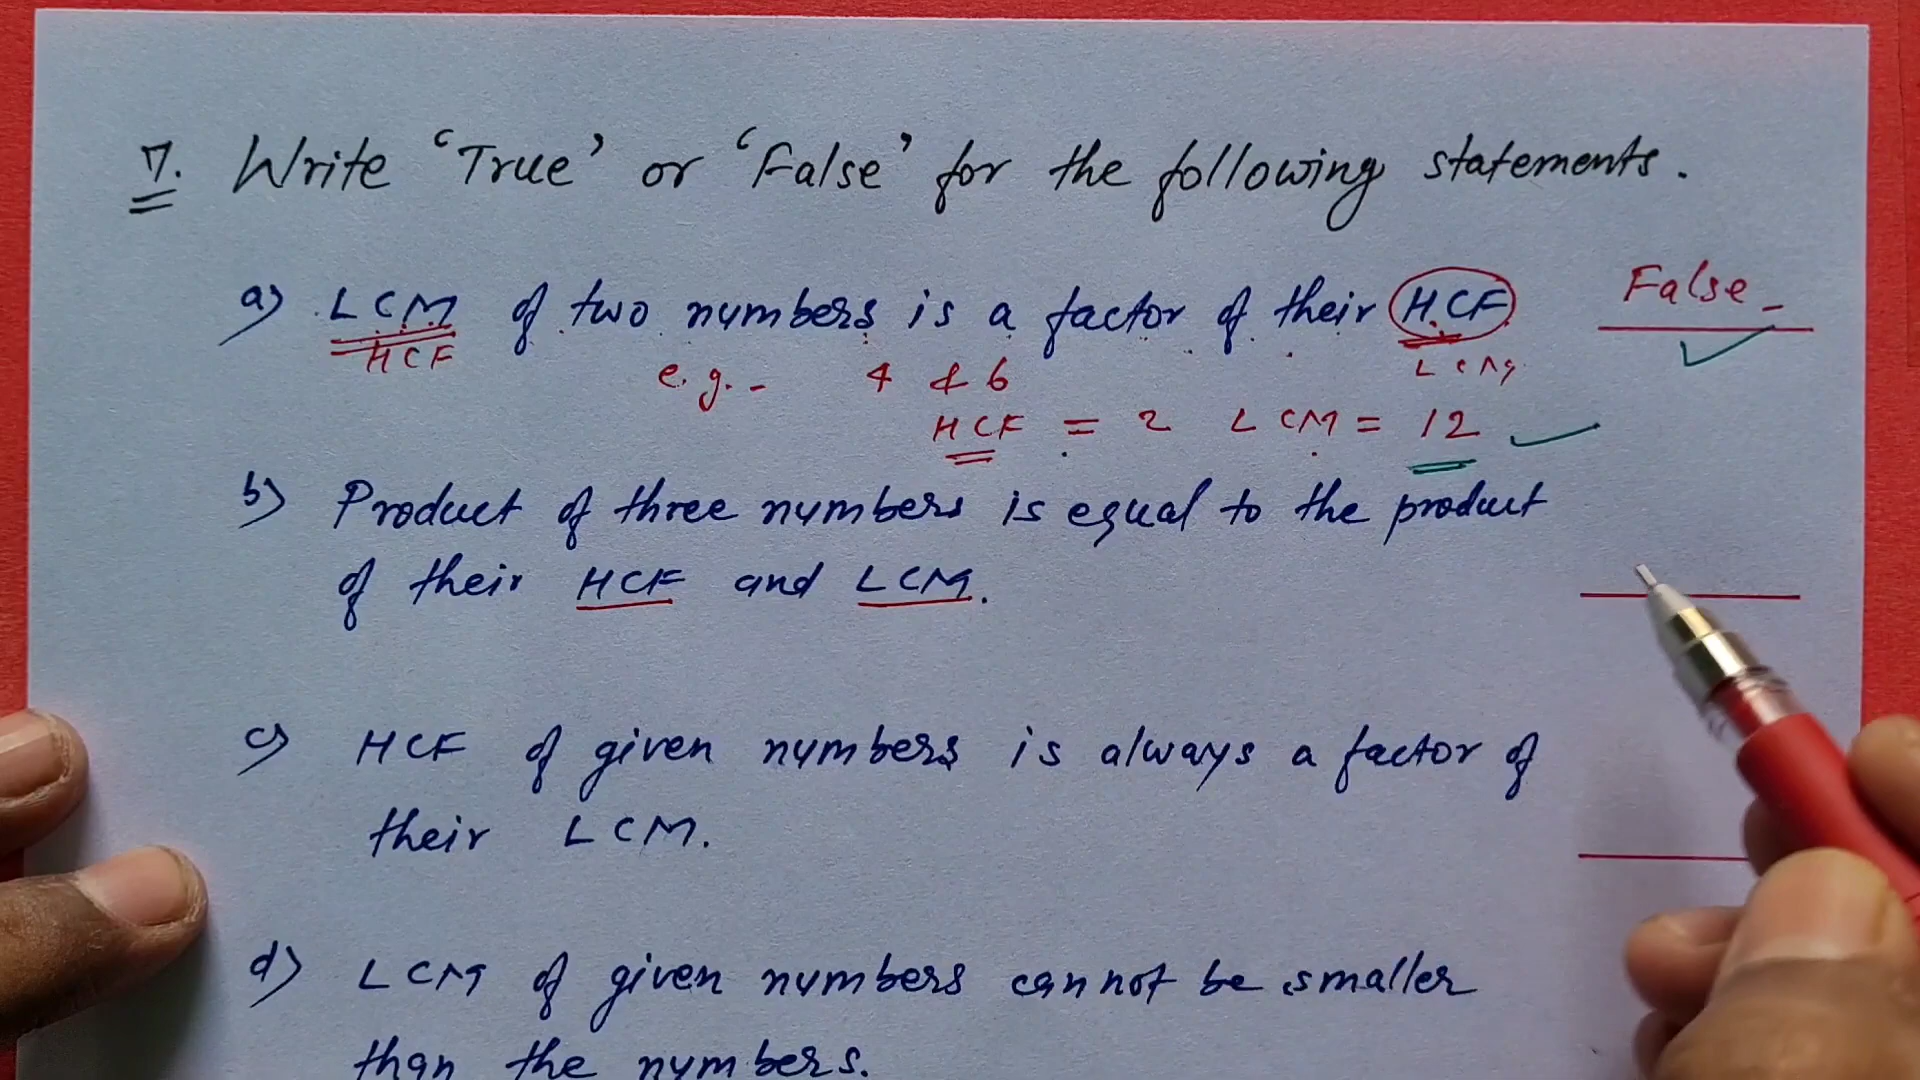 7. Write 'True' or 'False' for the following statements.
a) LCM of two numbers is a factor of their HCF False
HCF LCM
e.g. - 4 & 6
HCF = 2 LCM = 12
b) Product of three numbers is equal to the product
of their HCF and LCM.
c) HCF of given numbers is always a factor of
their LCM.
d) LCM of given numbers cannot be smaller
than the numbers.